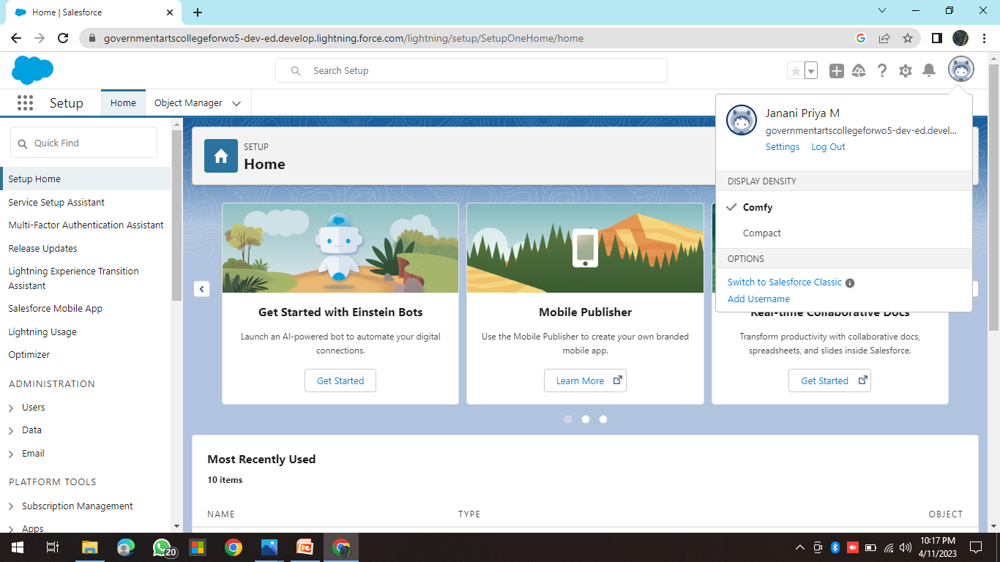 Home | Salesforce
governmentartscollegeforwo5-dev-ed.develop.lightning.force.com/lightning/setup/SetupOneHome/home
Search Setup
Setup
Home
Object Manager
Quick Find
Setup Home
Service Setup Assistant
Multi-Factor Authentication Assistant
Release Updates
Lightning Experience Transition
Assistant
Salesforce Mobile App
Lightning Usage
Optimizer
ADMINISTRATION
Users
Data
Email
PLATFORM TOOLS
Subscription Management
Apps
SETUP
Home
Janani Priya M
governmentartscollegeforwo5-dev-ed.devel...
Settings Log Out
DISPLAY DENSITY
Comfy
Compact
OPTIONS
Switch to Salesforce Classic
Add Username
Get Started with Einstein Bots
Launch an AI-powered bot to automate your digital
connections.
Get Started
Mobile Publisher
Use the Mobile Publisher to create your own branded
mobile app.
Learn More
Real-time Collaborative Docs
Transform productivity with collaborative docs,
spreadsheets, and slides inside Salesforce.
Get Started
Most Recently Used
10 items
NAME TYPE OBJECT
20
10:17 PM
4/11/2023